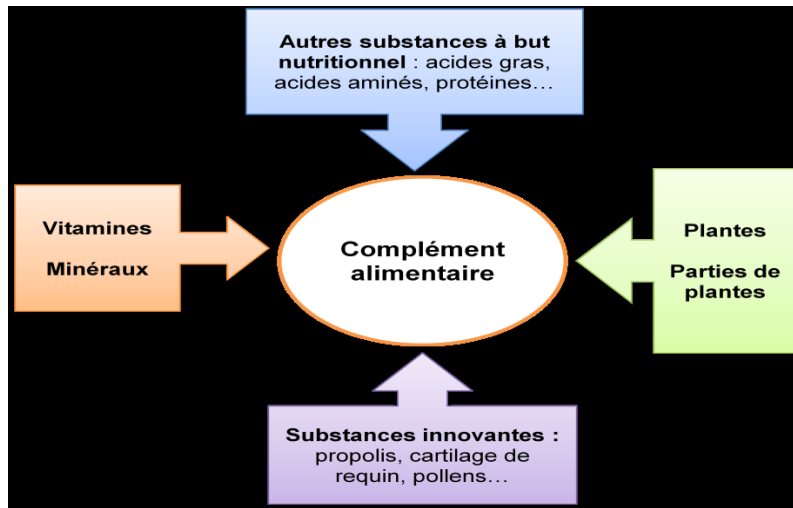 Autres substances à but
nutritionnel : acides gras,
acides aminés, protéines…
Vitamines
Minéraux
Complément
alimentaire
Plantes
Parties de
plantes
Substances innovantes :
propolis, cartilage de
requin, pollens…